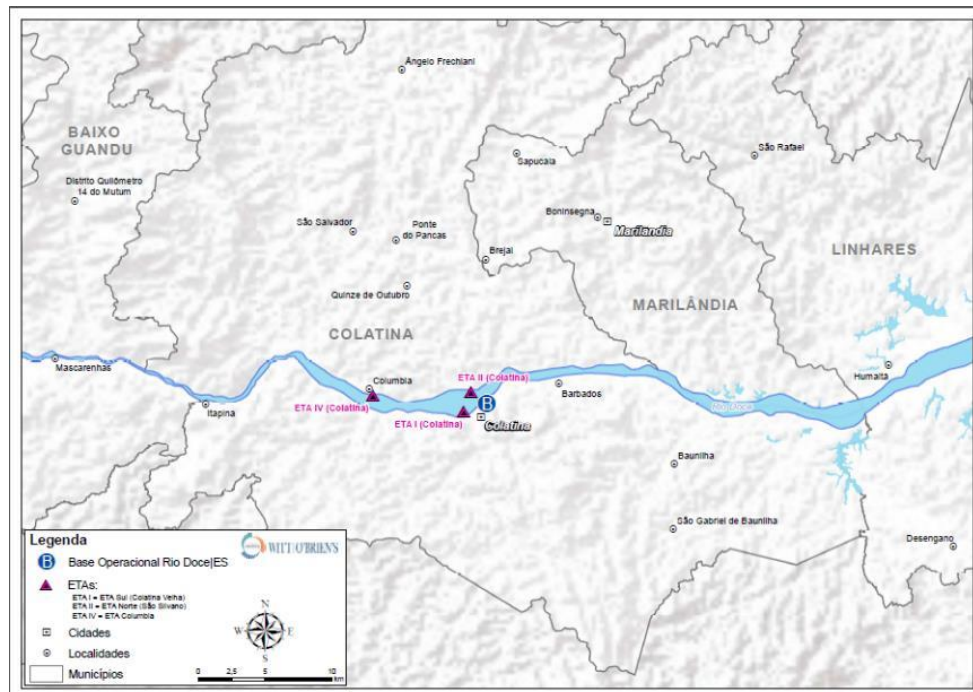 Ângelo Frechiani
BAIXO
GUANDU
Distrito Quilômetro
14 do Mutum
Sapucaia
São Rafael
Boninsegna
Marilandia
São Salvador
Ponte
do Pancas
Brejal
LINHARES
Quinze de Outubro
MARILÂNDIA
COLATINA
Mascarenhas
Humaitá
Columbia
ETA II (Colatina)
Barbados
Itapina
ETA IV (Colatina)
B
Rio Doce
ETA I (Colatina)
Colatina
Baunilha
São Gabriel de Baunilha
Desengano
Legenda
WITT O'BRIEN'S
B Base Operacional Rio Doce|ES
ETAs:
ETA I = ETA Sul (Colatina Velha)
ETA II = ETA Norte (São Silvano)
ETA IV = ETA Columbia
Cidades
Localidades
Municípios
N
W E
S
0 2,5 5 10
km